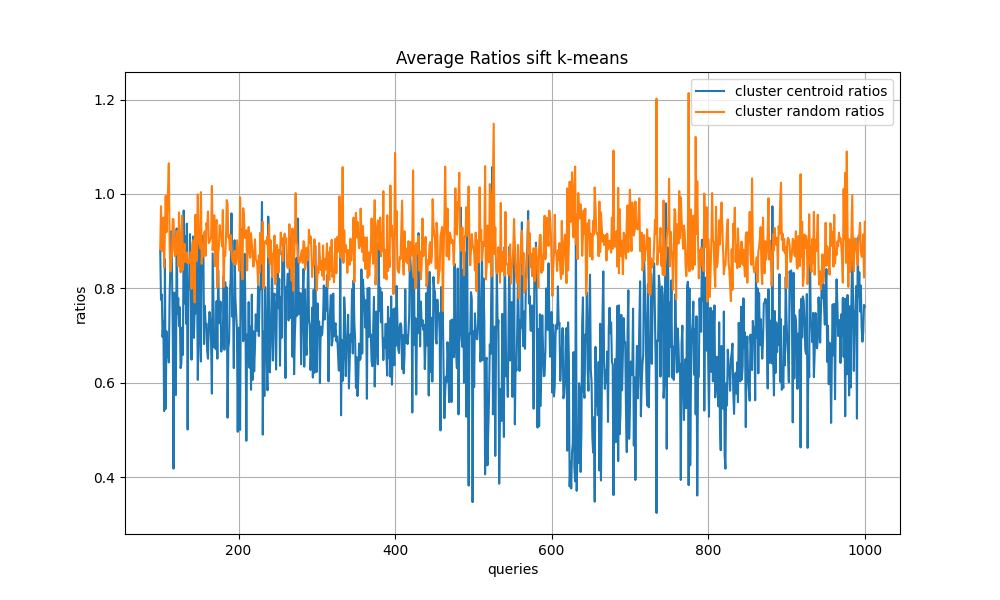 Average Ratios sift k-means
cluster centroid ratios
cluster random ratios
1.2
1.0
0.8
0.6
0.4
ratios
200 400 600 800 1000
queries